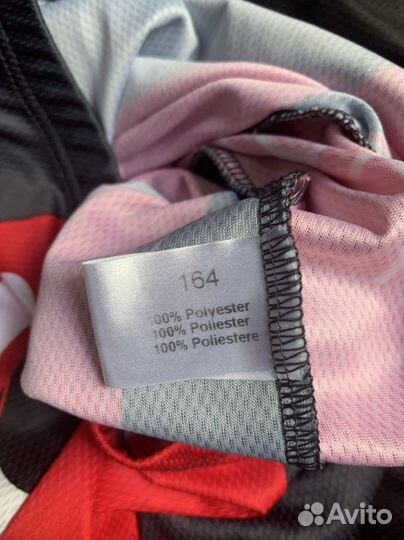 164
100% Polyester
100% Poliester
100% Poliestere
Avito